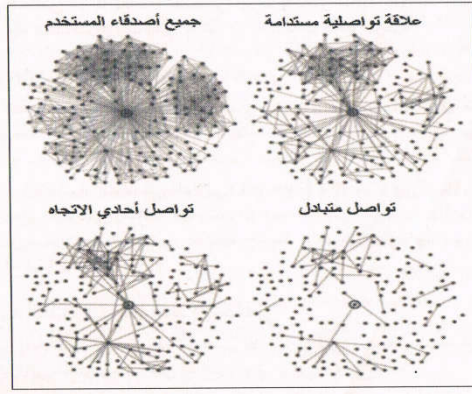 علاقة تواصلية مستدامة
جميع أصدقاء المستخدم
تواصل متبادل
تواصل أحادي الاتجاه